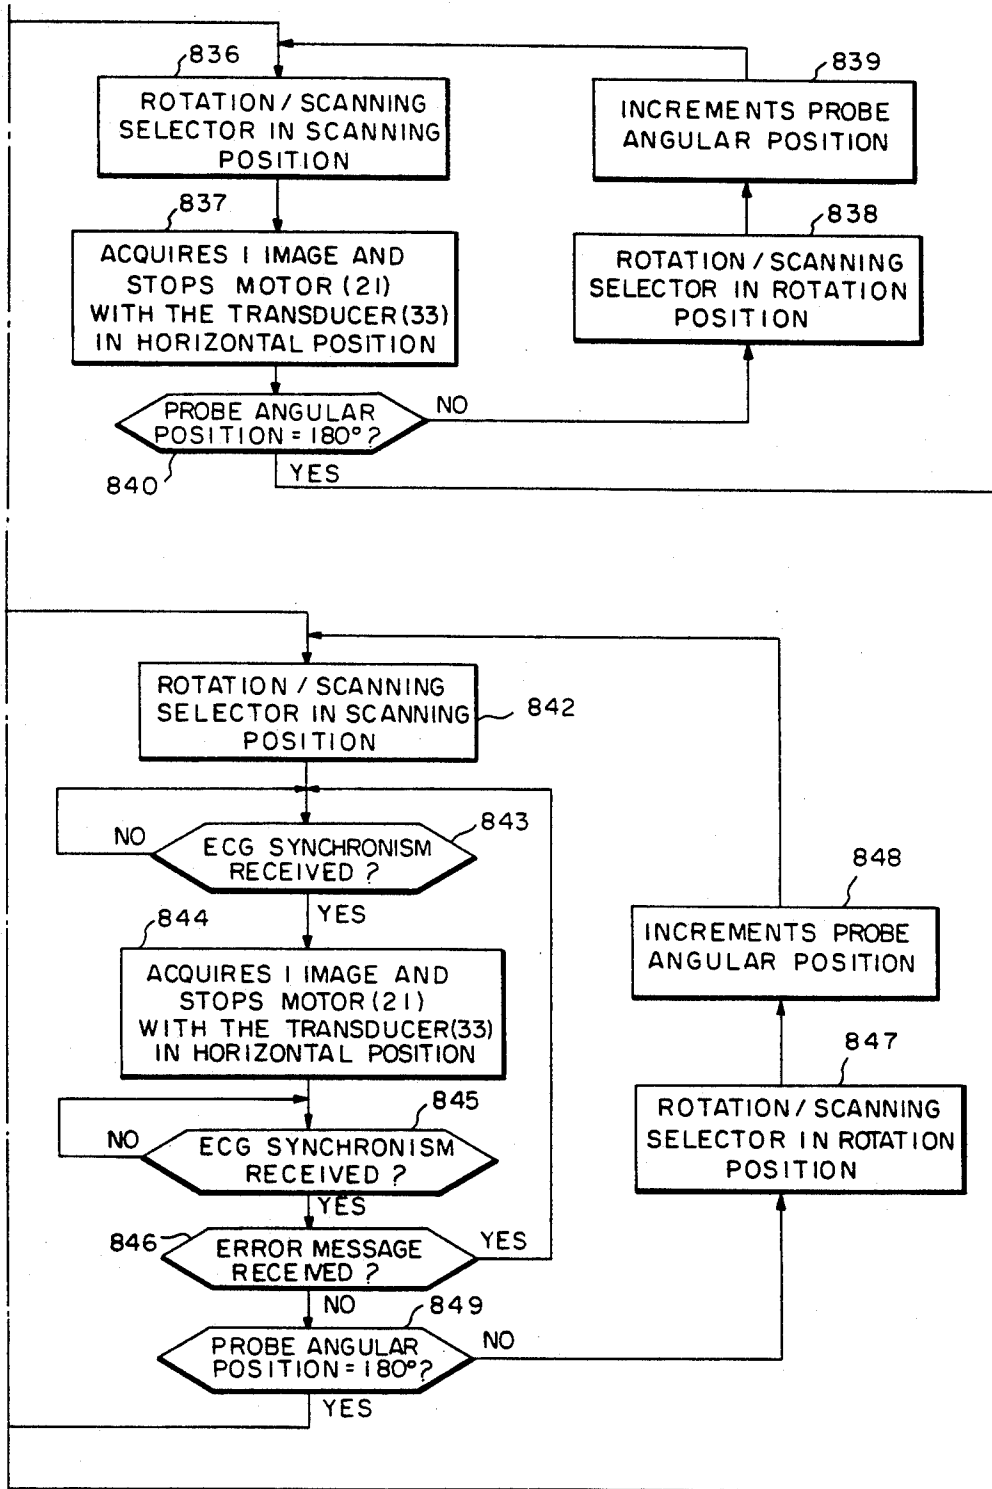 836
ROTATION / SCANNING
SELECTOR IN SCANNING
POSITION
837
ACQUIRES 1 IMAGE AND
STOPS MOTOR (21)
WITH THE TRANSDUCER (33)
IN HORIZONTAL POSITION
PROBE ANGULAR
POSITION = 180° ?
840
NO
YES
839
INCREMENTS PROBE
ANGULAR POSITION
838
ROTATION / SCANNING
SELECTOR IN ROTATION
POSITION
ROTATION / SCANNING
SELECTOR IN SCANNING
POSITION
842
NO
ECG SYNCHRONISM
RECEIVED ?
843
YES
844
ACQUIRES 1 IMAGE AND
STOPS MOTOR (21)
WITH THE TRANSDUCER (33)
IN HORIZONTAL POSITION
845
NO
ECG SYNCHRONISM
RECEIVED ?
YES
846
ERROR MESSAGE
RECEIVED ?
YES
NO
849
PROBE ANGULAR
POSITION = 180° ?
NO
YES
848
INCREMENTS PROBE
ANGULAR POSITION
847
ROTATION / SCANNING
SELECTOR IN ROTATION
POSITION